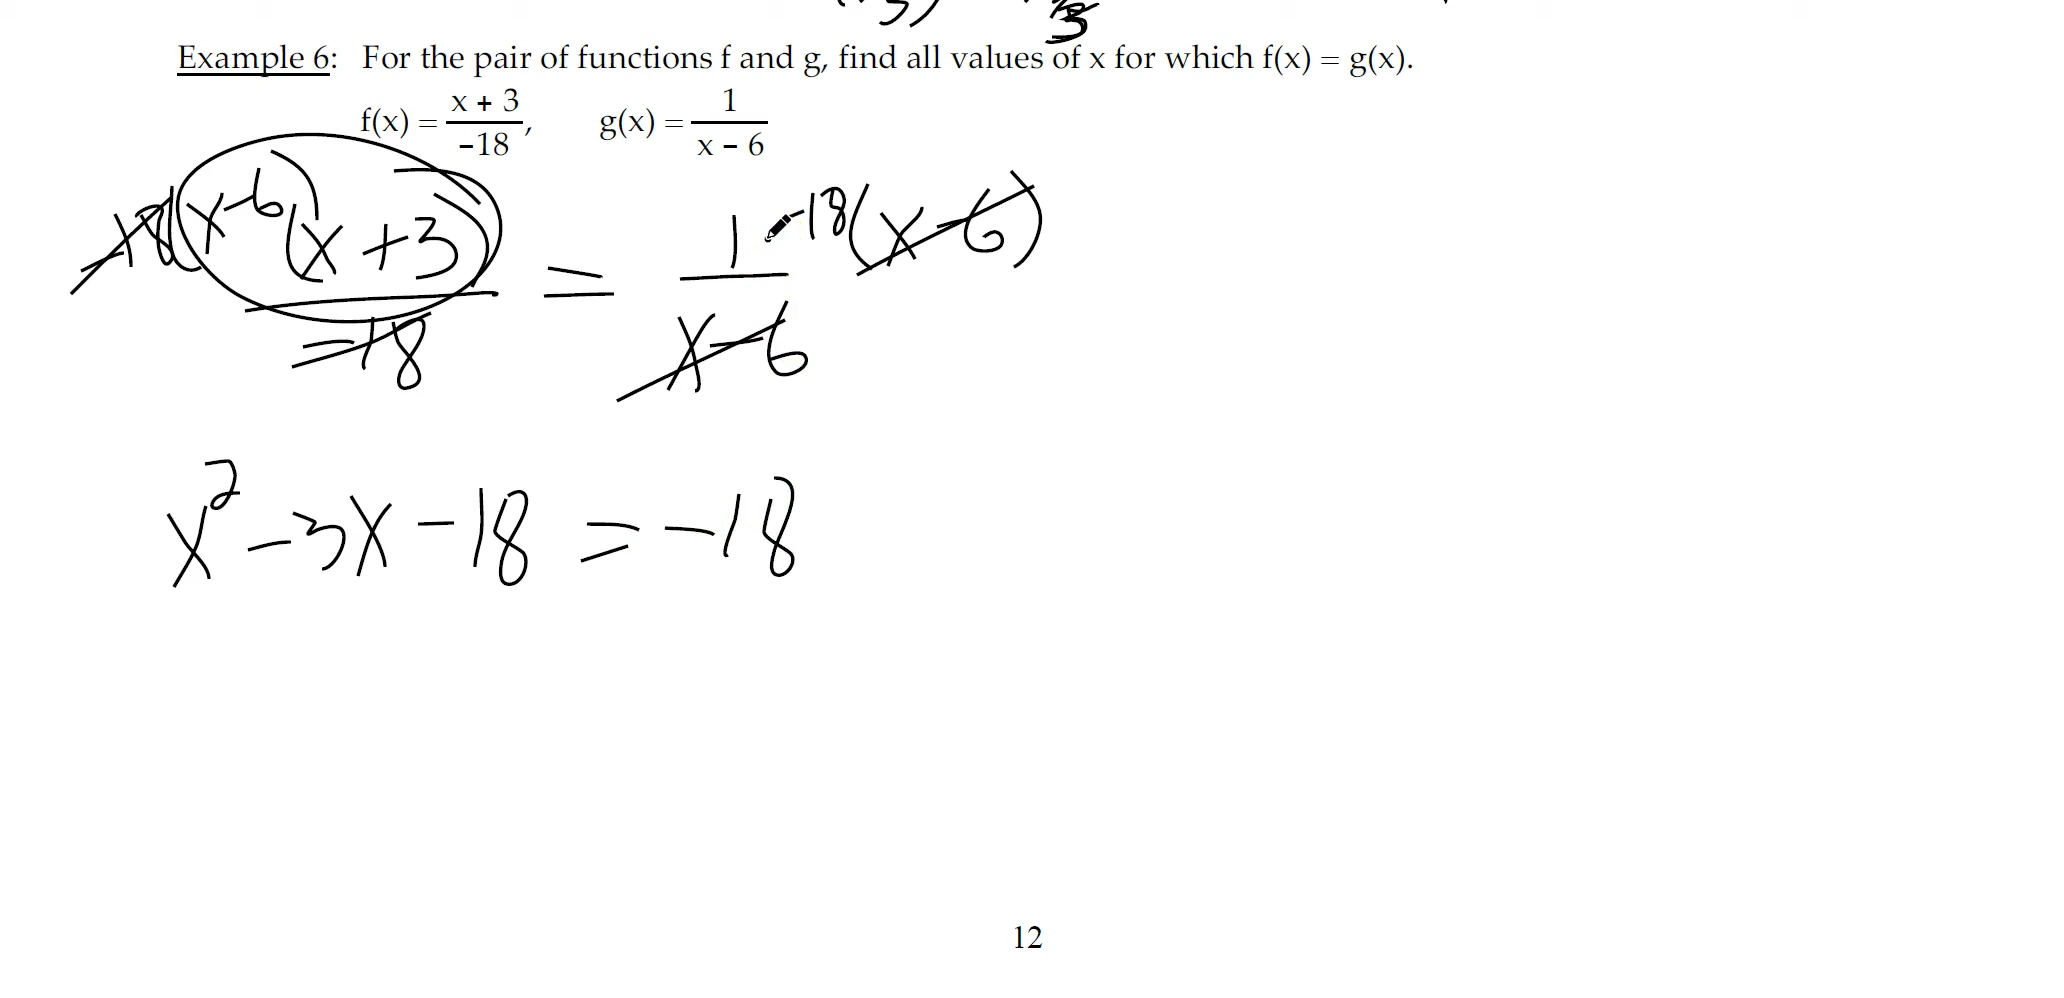 Example 6: For the pair of functions f and g, find all values of x for which f(x) = g(x).
f(x) = x + 3 / −18, g(x) = 1 / x − 6
-18(x-6)(x+3) / -18 = 1 / x-6 -18(x-6)
x² - 3x - 18 = -18
12